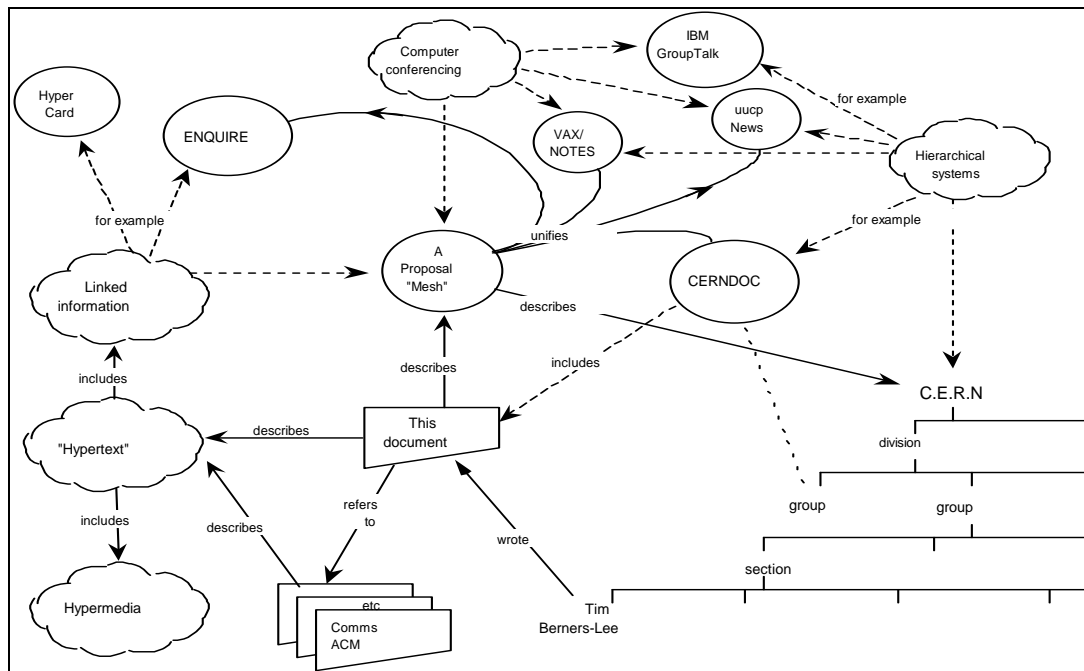 IBM
GroupTalk
Computer
conferencing
Hyper
Card
for example
uucp
News
ENQUIRE
VAX/
NOTES
Hierarchical
systems
for example
for example
unifies
A
Proposal
"Mesh"
Linked
information
CERNDOC
describes
includes
describes
includes
C.E.R.N
This
document
describes
"Hypertext"
division
refers
to
group
group
includes
describes
wrote
section
Hypermedia
etc
Tim
Berners-Lee
Comms
ACM